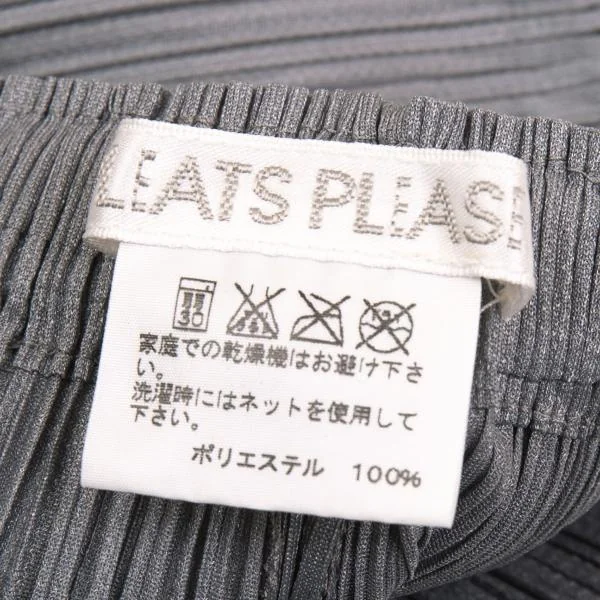 LEATS PLEASE
家庭での乾燥機はお避け下さ
い。
洗濯時にはネットを使用して
下さい。
ポリエステル 100%